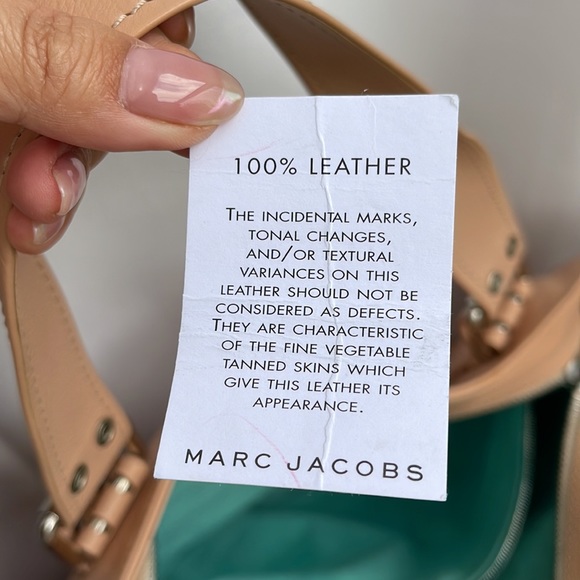 100% LEATHER
THE INCIDENTAL MARKS,
TONAL CHANGES,
AND/OR TEXTURAL
VARIANCES ON THIS
LEATHER SHOULD NOT BE
CONSIDERED AS DEFECTS.
THEY ARE CHARACTERISTIC
OF THE FINE VEGETABLE
TANNED SKINS WHICH
GIVE THIS LEATHER ITS
APPEARANCE.
MARC JACOBS